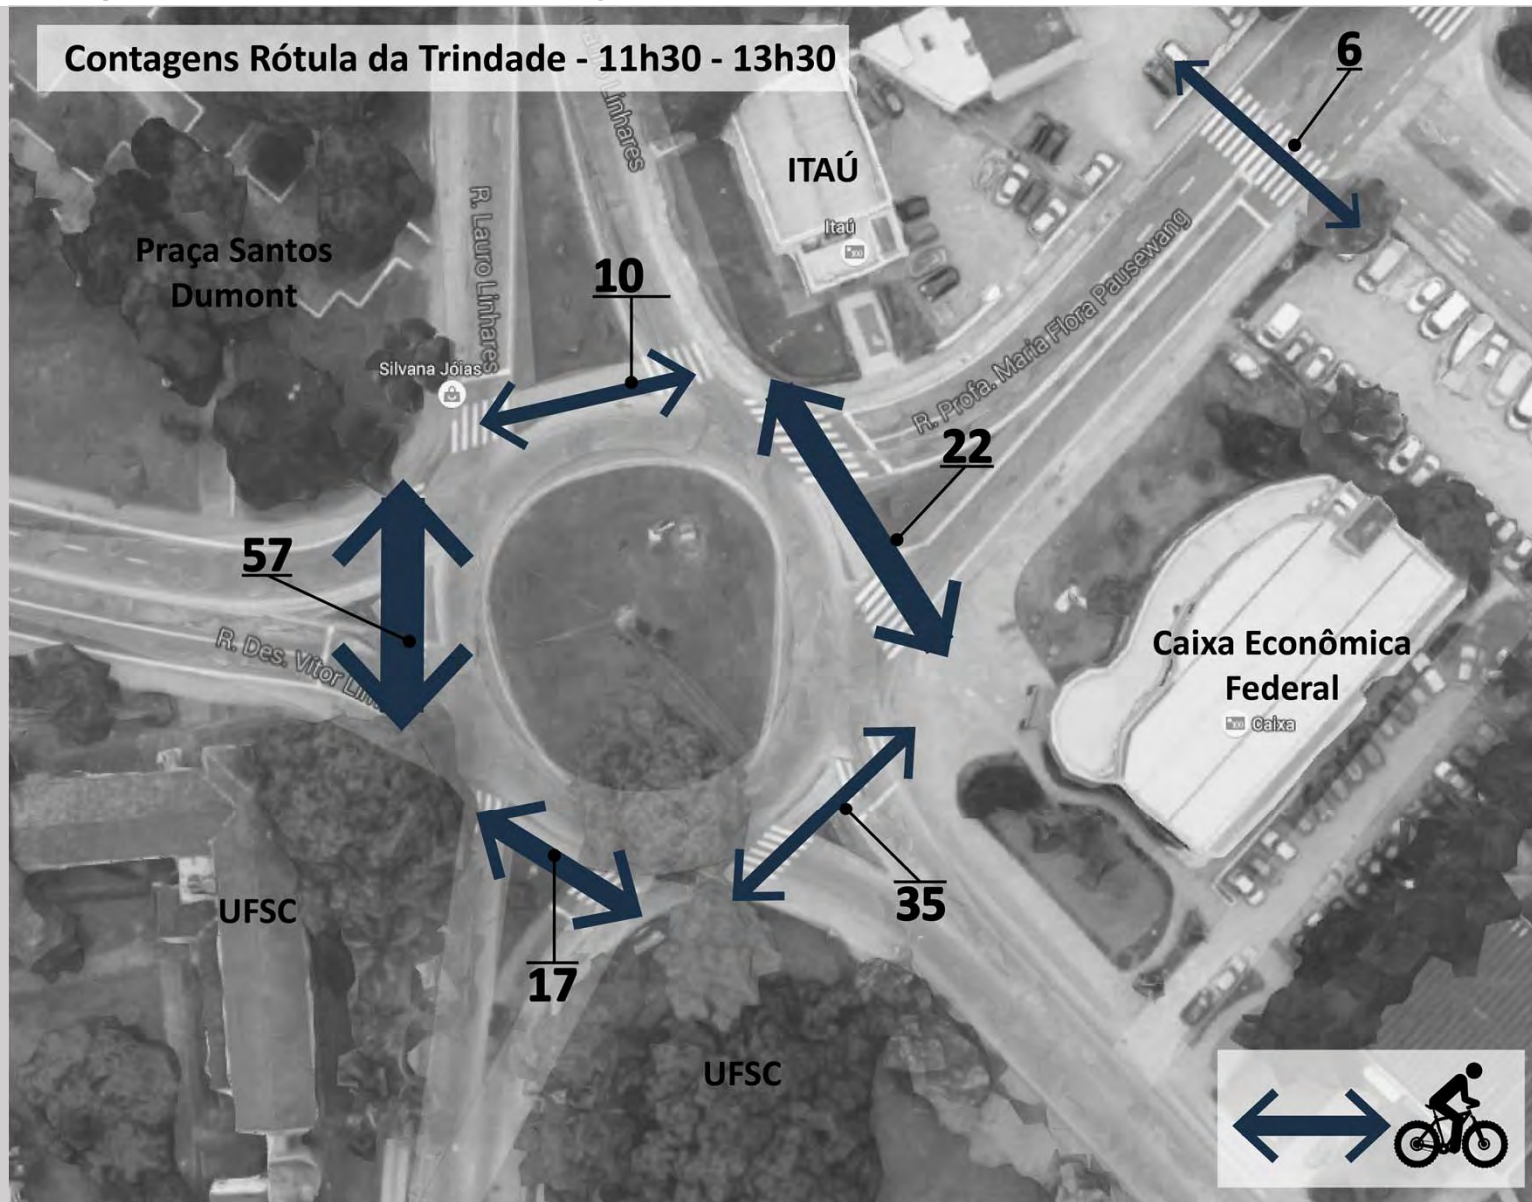 Contagens Rótula da Trindade - 11h30 - 13h30
6
Linhares
ITAÚ
Itaú
R. Lauro Linhares
Praça Santos
Dumont
10
R. Profa. Maria Flora Pausewang
Silvana Jóias
22
57
R. Des. Vitor
Caixa Econômica
Federal
Caixa
35
UFSC
17
UFSC